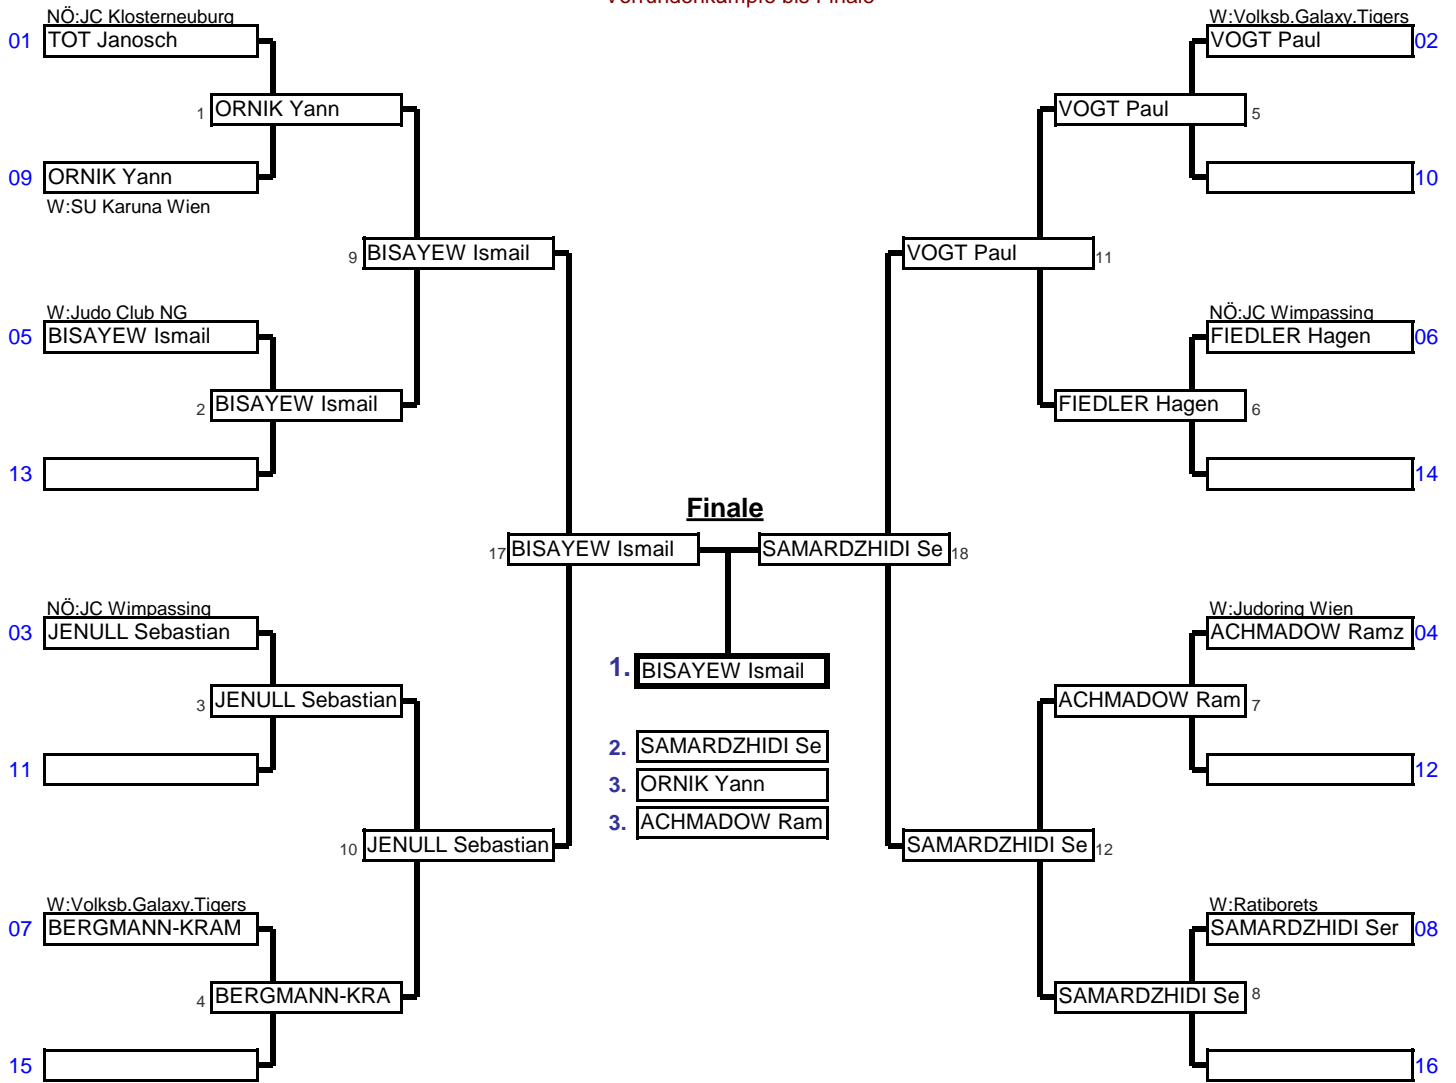 Vorrundenkämpfe bis Finale
NÖ:JC Klosterneuburg
01 TOT Janosch
1 ORNIK Yann
09 ORNIK Yann
W:SU Karuna Wien
9 BISAYEW Ismail
W:Judo Club NG
05 BISAYEW Ismail
2 BISAYEW Ismail
13
17 BISAYEW Ismail
NÖ:JC Wimpassing
03 JENULL Sebastian
3 JENULL Sebastian
11
10 JENULL Sebastian
W:Volksb.Galaxy.Tigers
07 BERGMANN-KRAM
4 BERGMANN-KRA
15
Finale
1. BISAYEW Ismail
2. SAMARDZHIDI Se
3. ORNIK Yann
3. ACHMADOW Ram
W:Volksb.Galaxy.Tigers
VOGT Paul 02
VOGT Paul 5
10
VOGT Paul 11
NÖ:JC Wimpassing
FIEDLER Hagen 06
FIEDLER Hagen 6
14
SAMARDZHIDI Se 18
W:Judoring Wien
ACHMADOW Ramz 04
ACHMADOW Ram 7
12
SAMARDZHIDI Se 12
W:Ratiborets
SAMARDZHIDI Ser 08
SAMARDZHIDI Se 8
16